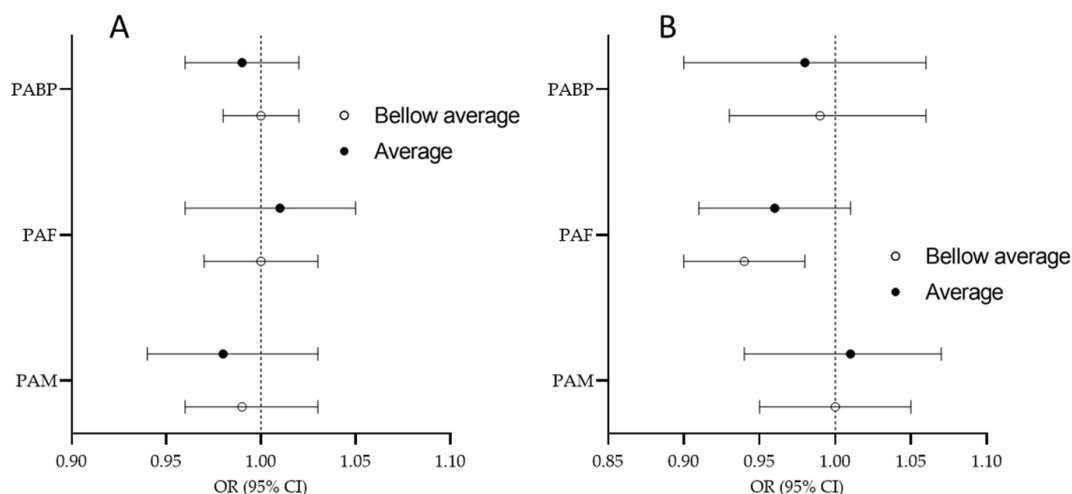 A
PABP
Bellow average
Average
PAF
PAM
0.90 0.95 1.00 1.05 1.10
OR (95% CI)
B
PABP
PAF
Bellow average
Average
PAM
0.85 0.90 0.95 1.00 1.05 1.10
OR (95% CI)